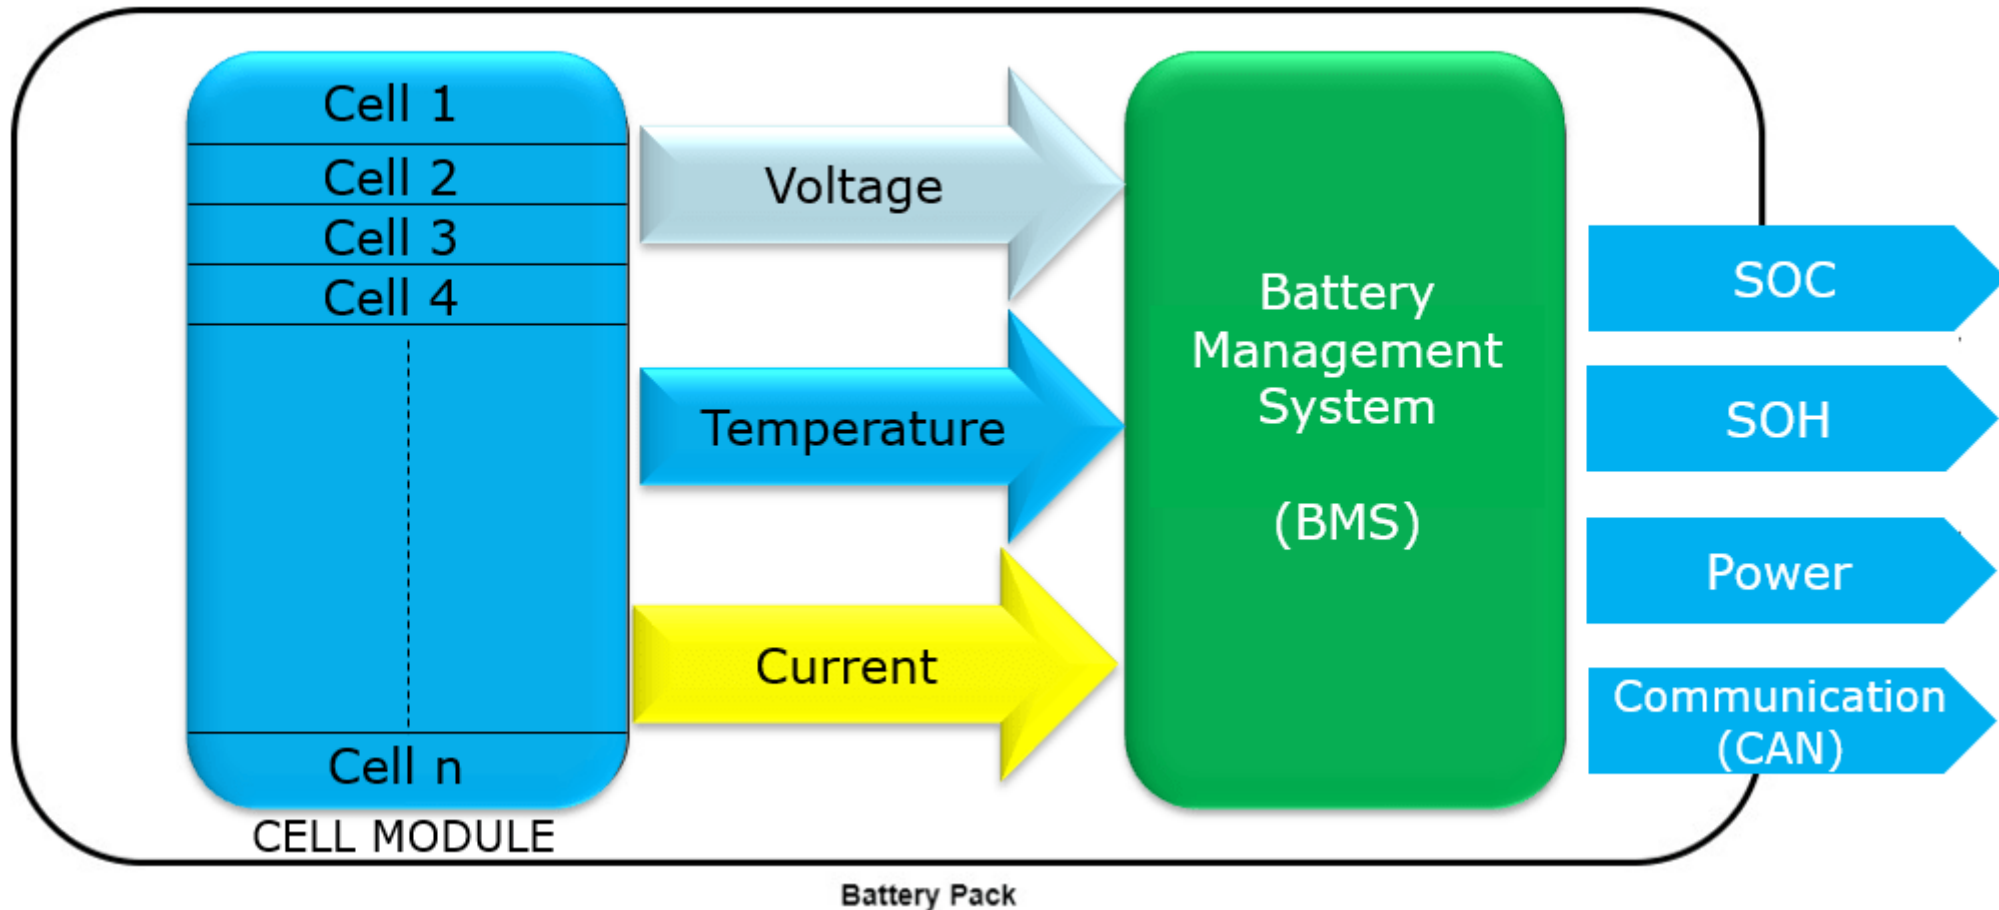 Cell 1
Cell 2
Cell 3
Cell 4
Cell n
CELL MODULE
Voltage
Temperature
Current
Battery
Management
System
(BMS)
SOC
SOH
Power
Communication
(CAN)
Battery Pack